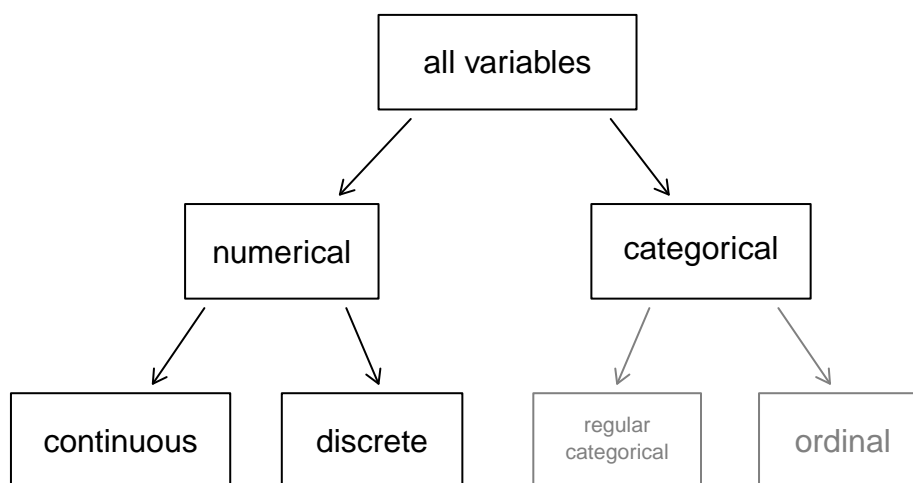 all variables
numerical
categorical
continuous
discrete
regular
categorical
ordinal